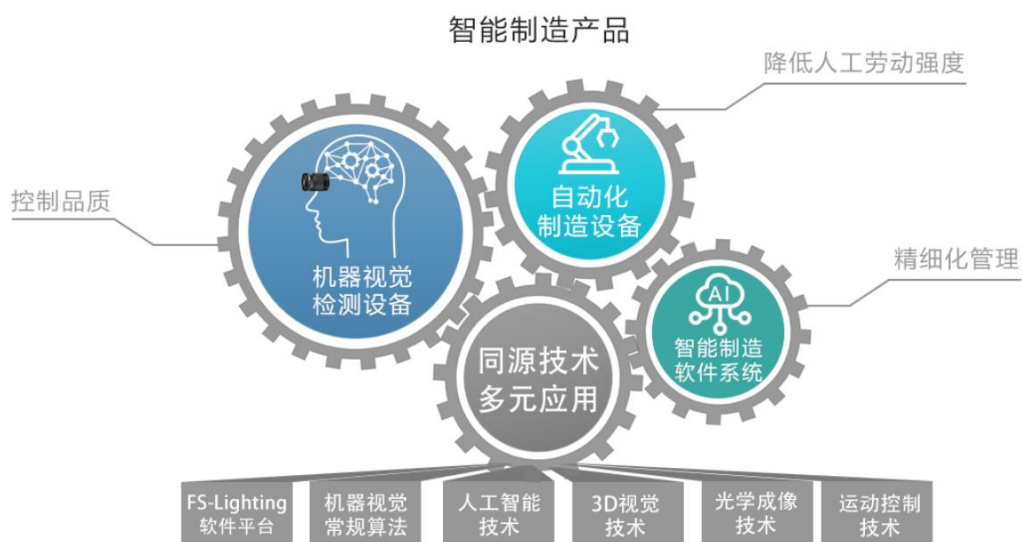 智能制造产品
降低人工劳动强度
控制品质
自动化
制造设备
机器视觉
检测设备
精细化管理
AI
智能制造
软件系统
同源技术
多元应用
FS-Lighting
软件平台
机器视觉
常规算法
人工智能
技术
3D视觉
技术
光学成像
技术
运动控制
技术